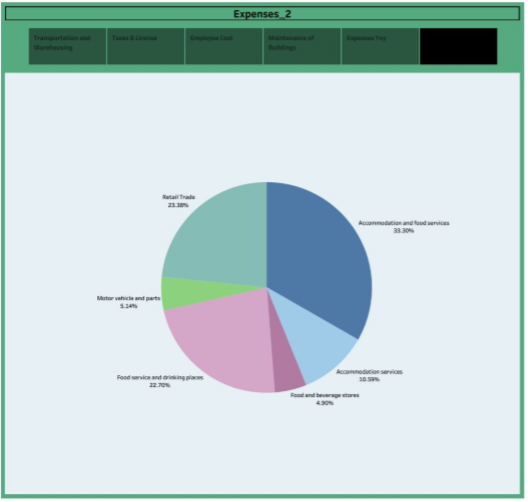 Expenses_2
Transportation and
Warehousing
Taxes & License
Employee Cost
Maintenance of
Buildings
Expenses
Retail Trade
23.38%
Accommodation and food services
33.30%
Motor vehicle and parts
5.14%
Accommodation services
10.59%
Food service and drinking places
22.70%
Food and beverage stores
4.90%